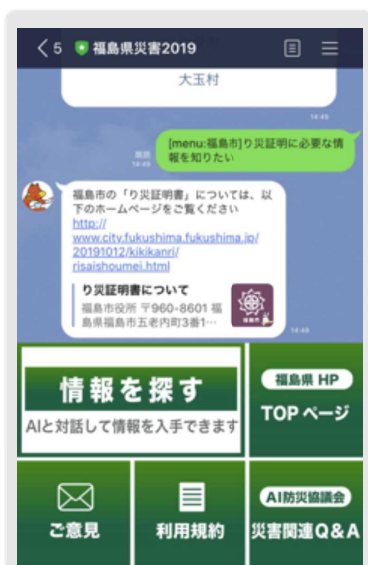 5 福島県災害2019
大玉村
14:48
[menu:福島市]り災証明に必要な情
報を知りたい
既読
14:49
福島市の「り災証明書」については、以
下のホームページをご覧ください
http://
www.city.fukushima.fukushima.jp/
20191012/kikikanri/
risaishoumei.html
り災証明書について
福島市役所 〒960-8601 福
島県福島市五老内町3番1…
14:49
情報を探す
AIと対話して情報を入手できます
福島県 HP
TOP ページ
ご意見
利用規約
AI防災協議会
災害関連Q&A